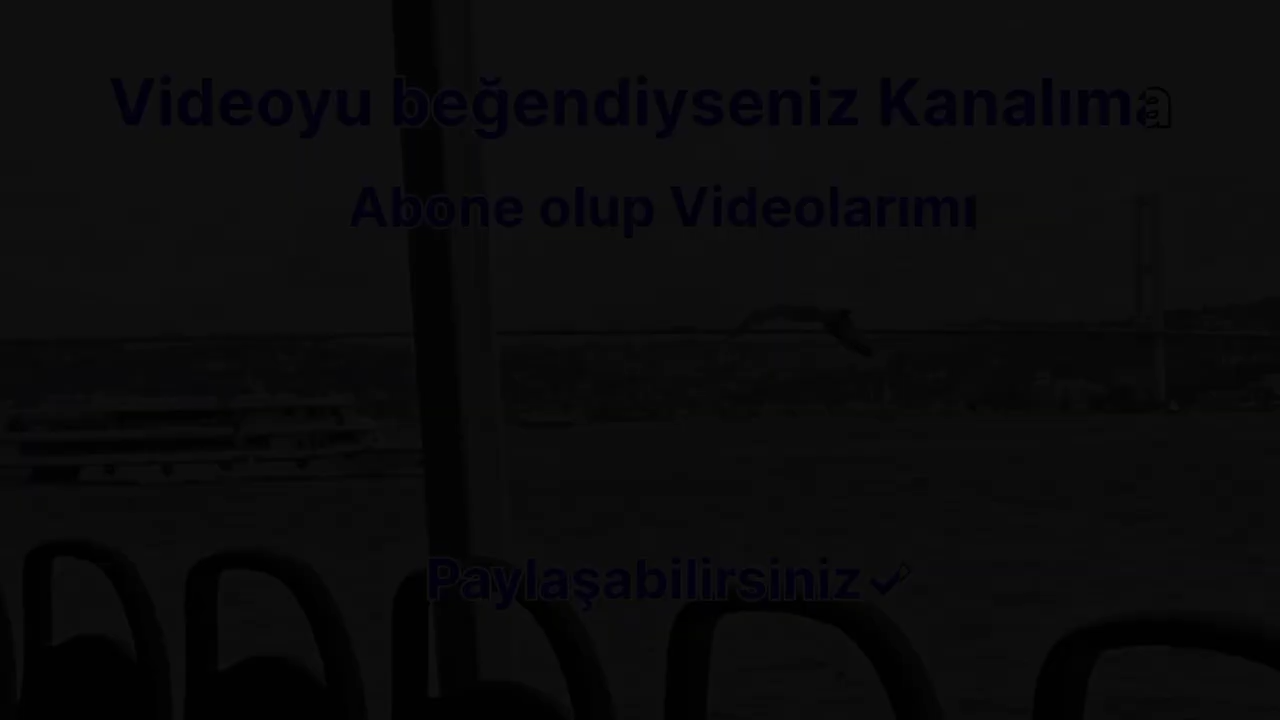 Videoyu beğendiyseniz Kanalıma
Abone olup Videolarımı
Paylaşabilirsiniz✔